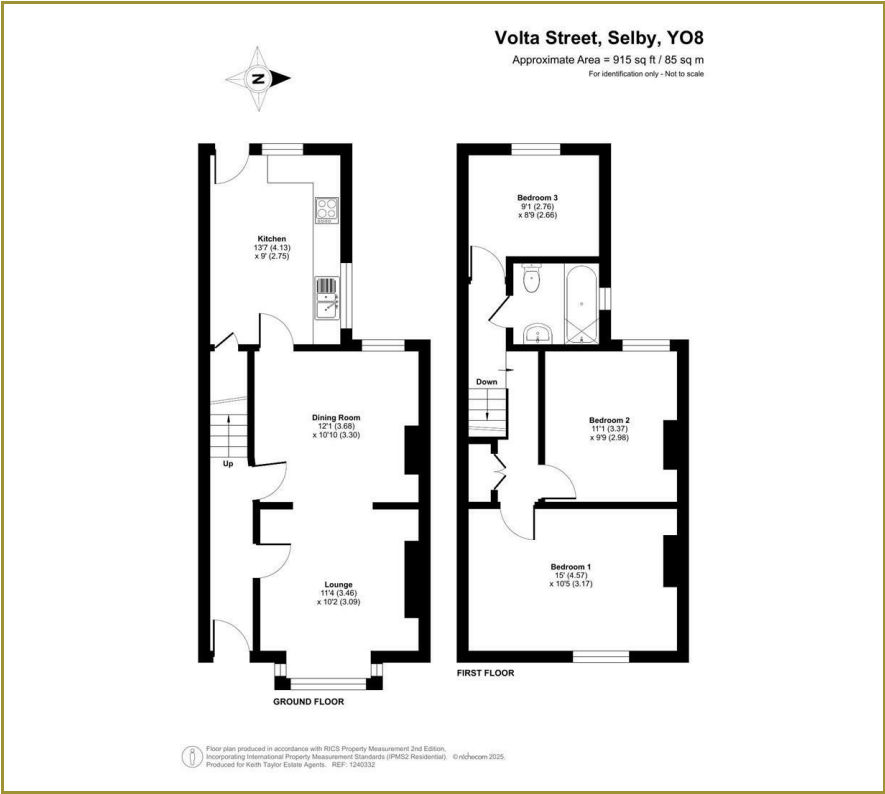 Volta Street, Selby, YO8
Approximate Area = 915 sq ft / 85 sq m
For identification only - Not to scale
N
Kitchen
13'7 (4.13)
x 9' (2.75)
Dining Room
12'1 (3.68)
x 10'10 (3.30)
Up
Lounge
11'4 (3.46)
x 10'2 (3.09)
GROUND FLOOR
Bedroom 3
9'1 (2.76)
x 8'9 (2.66)
Down
Bedroom 2
11'1 (3.37)
x 9'9 (2.98)
Bedroom 1
15' (4.57)
x 10'5 (3.17)
FIRST FLOOR
Floor plan produced in accordance with RICS Property Measurement 2nd Edition,
Incorporating International Property Measurement Standards (IPMS2 Residential). © nichecom 2025.
Produced for Keith Taylor Estate Agents. REF: 1240332